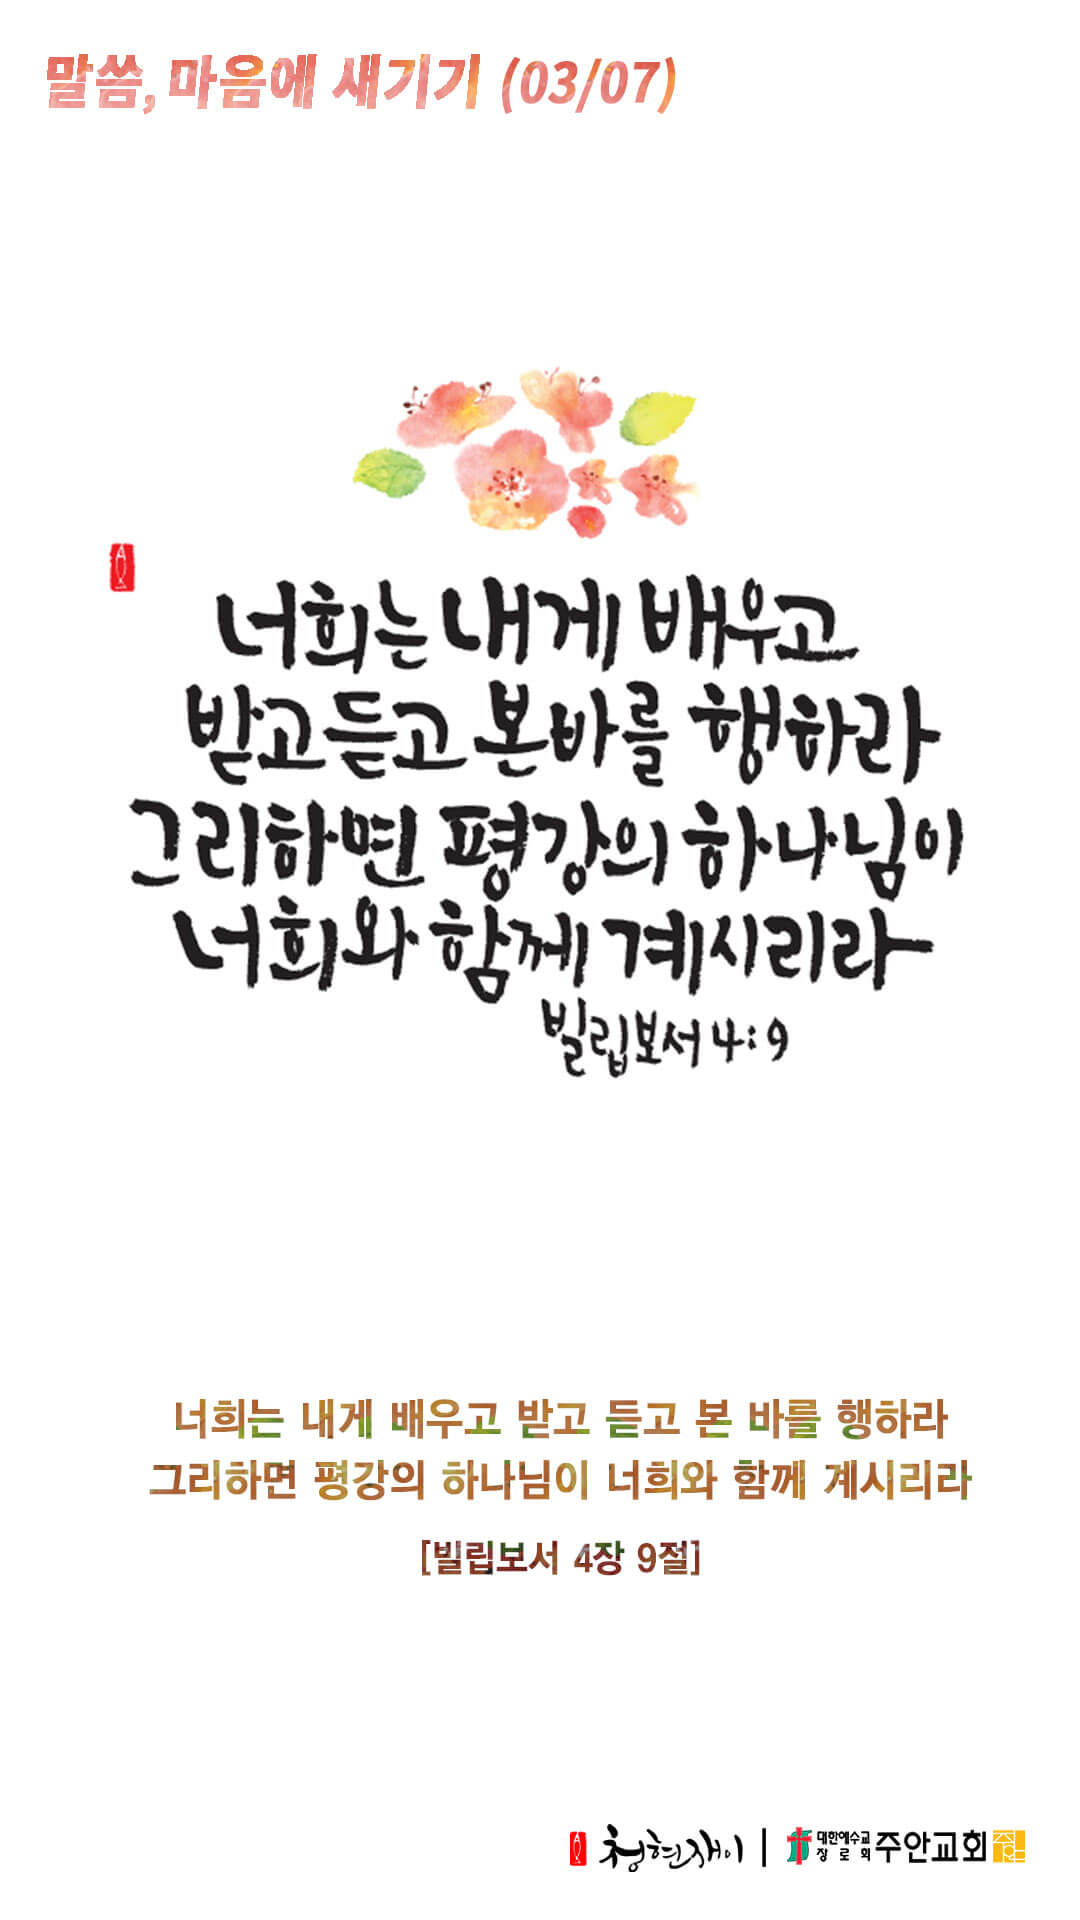 말씀, 마음에 새기기 (03/07)
너희는 내게 배우고
받고 듣고 본 바를 행하라
그리하면 평강의 하나님이
너희와 함께 계시리라
빌립보서 4:9
너희는 내게 배우고 받고 듣고 본 바를 행하라
그리하면 평강의 하나님이 너희와 함께 계시리라
[빌립보서 4장 9절]
청현재이 | 대한예수교장로회 주안교회